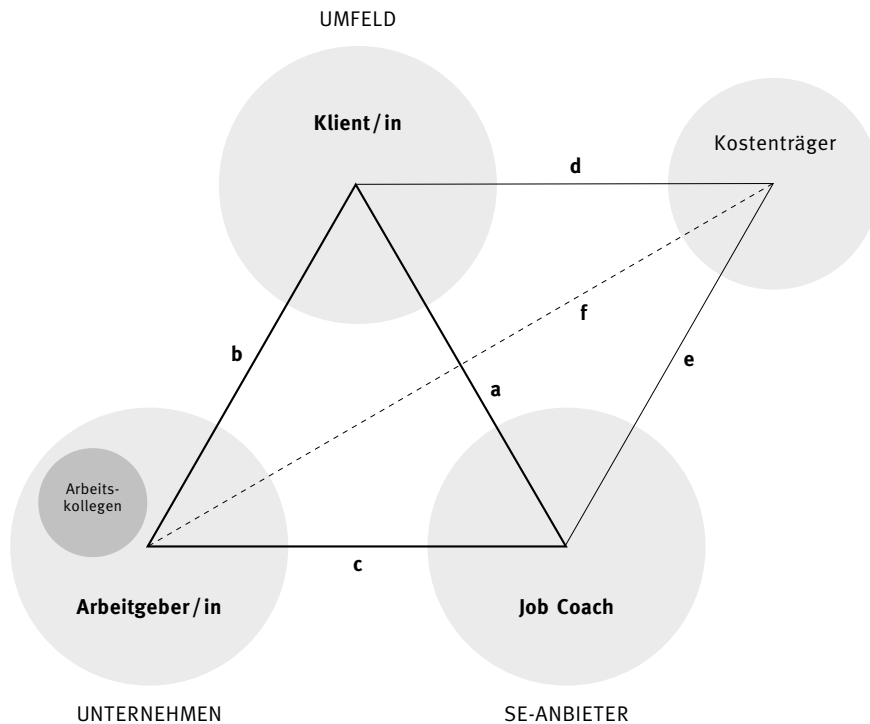 UMFELD
Klient/in
Kostenträger
d
f
b
e
a
Arbeits-
kollegen
c
Arbeitgeber/in
Job Coach
UNTERNEHMEN
SE-ANBIETER